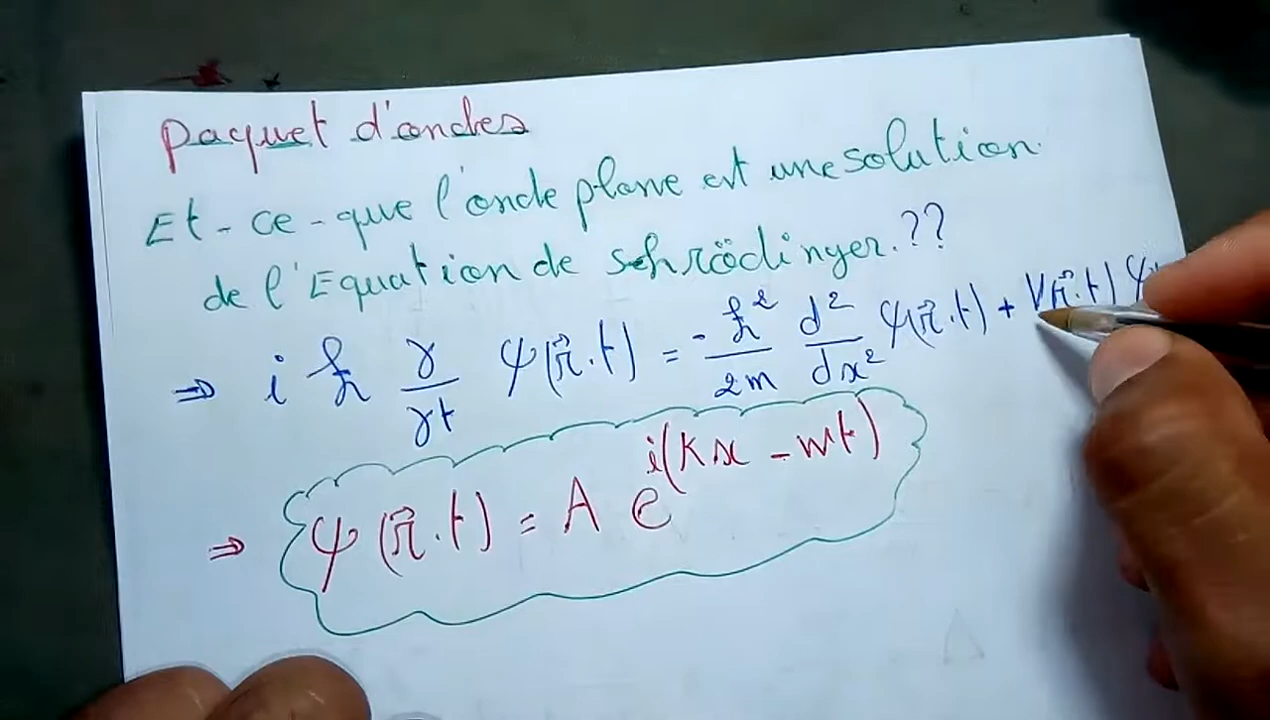 Paquet d'ondes
Et-ce-que l'onde plane est une solution.
de l'Equation de schrödinger.??
⇒ iℏ ∂/∂t ψ(r⃗.t) = -ℏ²/2m d²/dx² ψ(r⃗.t) + V(r⃗.t) ψ
⇒ ψ(r⃗.t) = A e^i(Kx - wt)